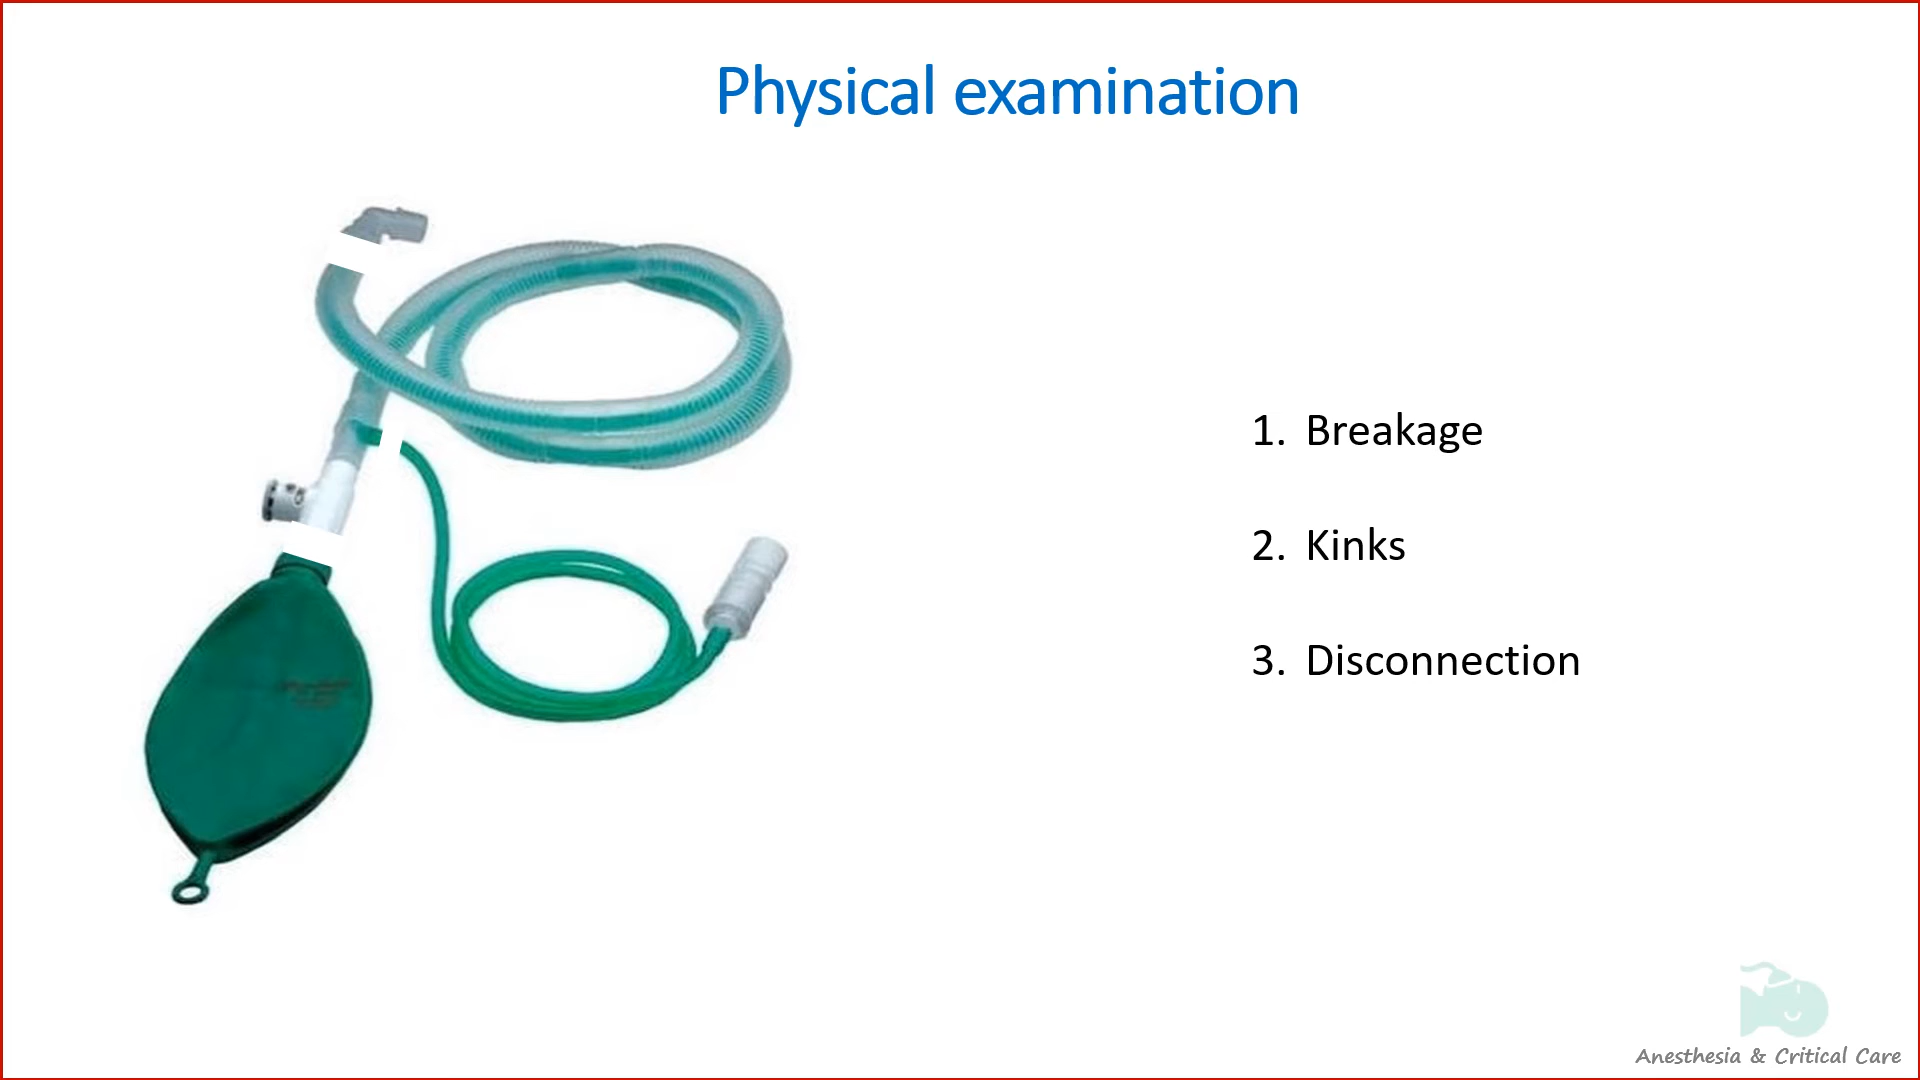 Physical examination
1. Breakage
2. Kinks
3. Disconnection
Anesthesia & Critical Care